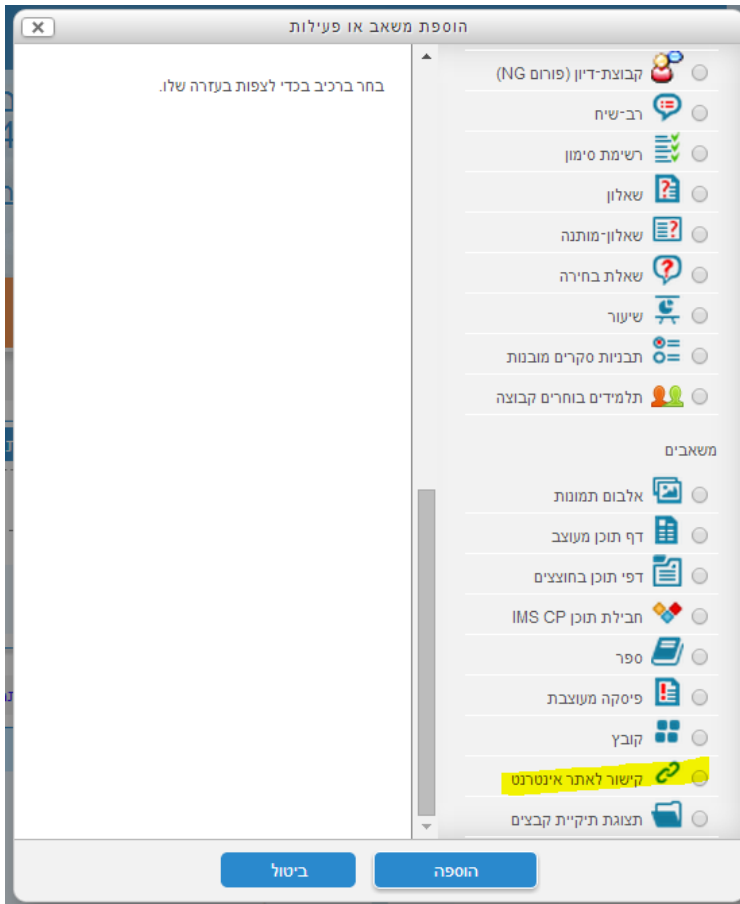 הוספת משאב או פעילות
קבוצת-דיון (פורום NG)
רב-שיח
רשימת סימון
שאלון
שאלון-מותנה
שאלת בחירה
שיעור
תבניות סקרים מובנות
תלמידים בוחרים קבוצה
משאבים
אלבום תמונות
דף תוכן מעוצב
דפי תוכן בחוצצים
חבילת תוכן IMS CP
ספר
פיסקה מעוצבת
קובץ
קישור לאתר אינטרנט
תצוגת תיקיית קבצים
בחר ברכיב בכדי לצפות בעזרה שלו.
הוספה
ביטול